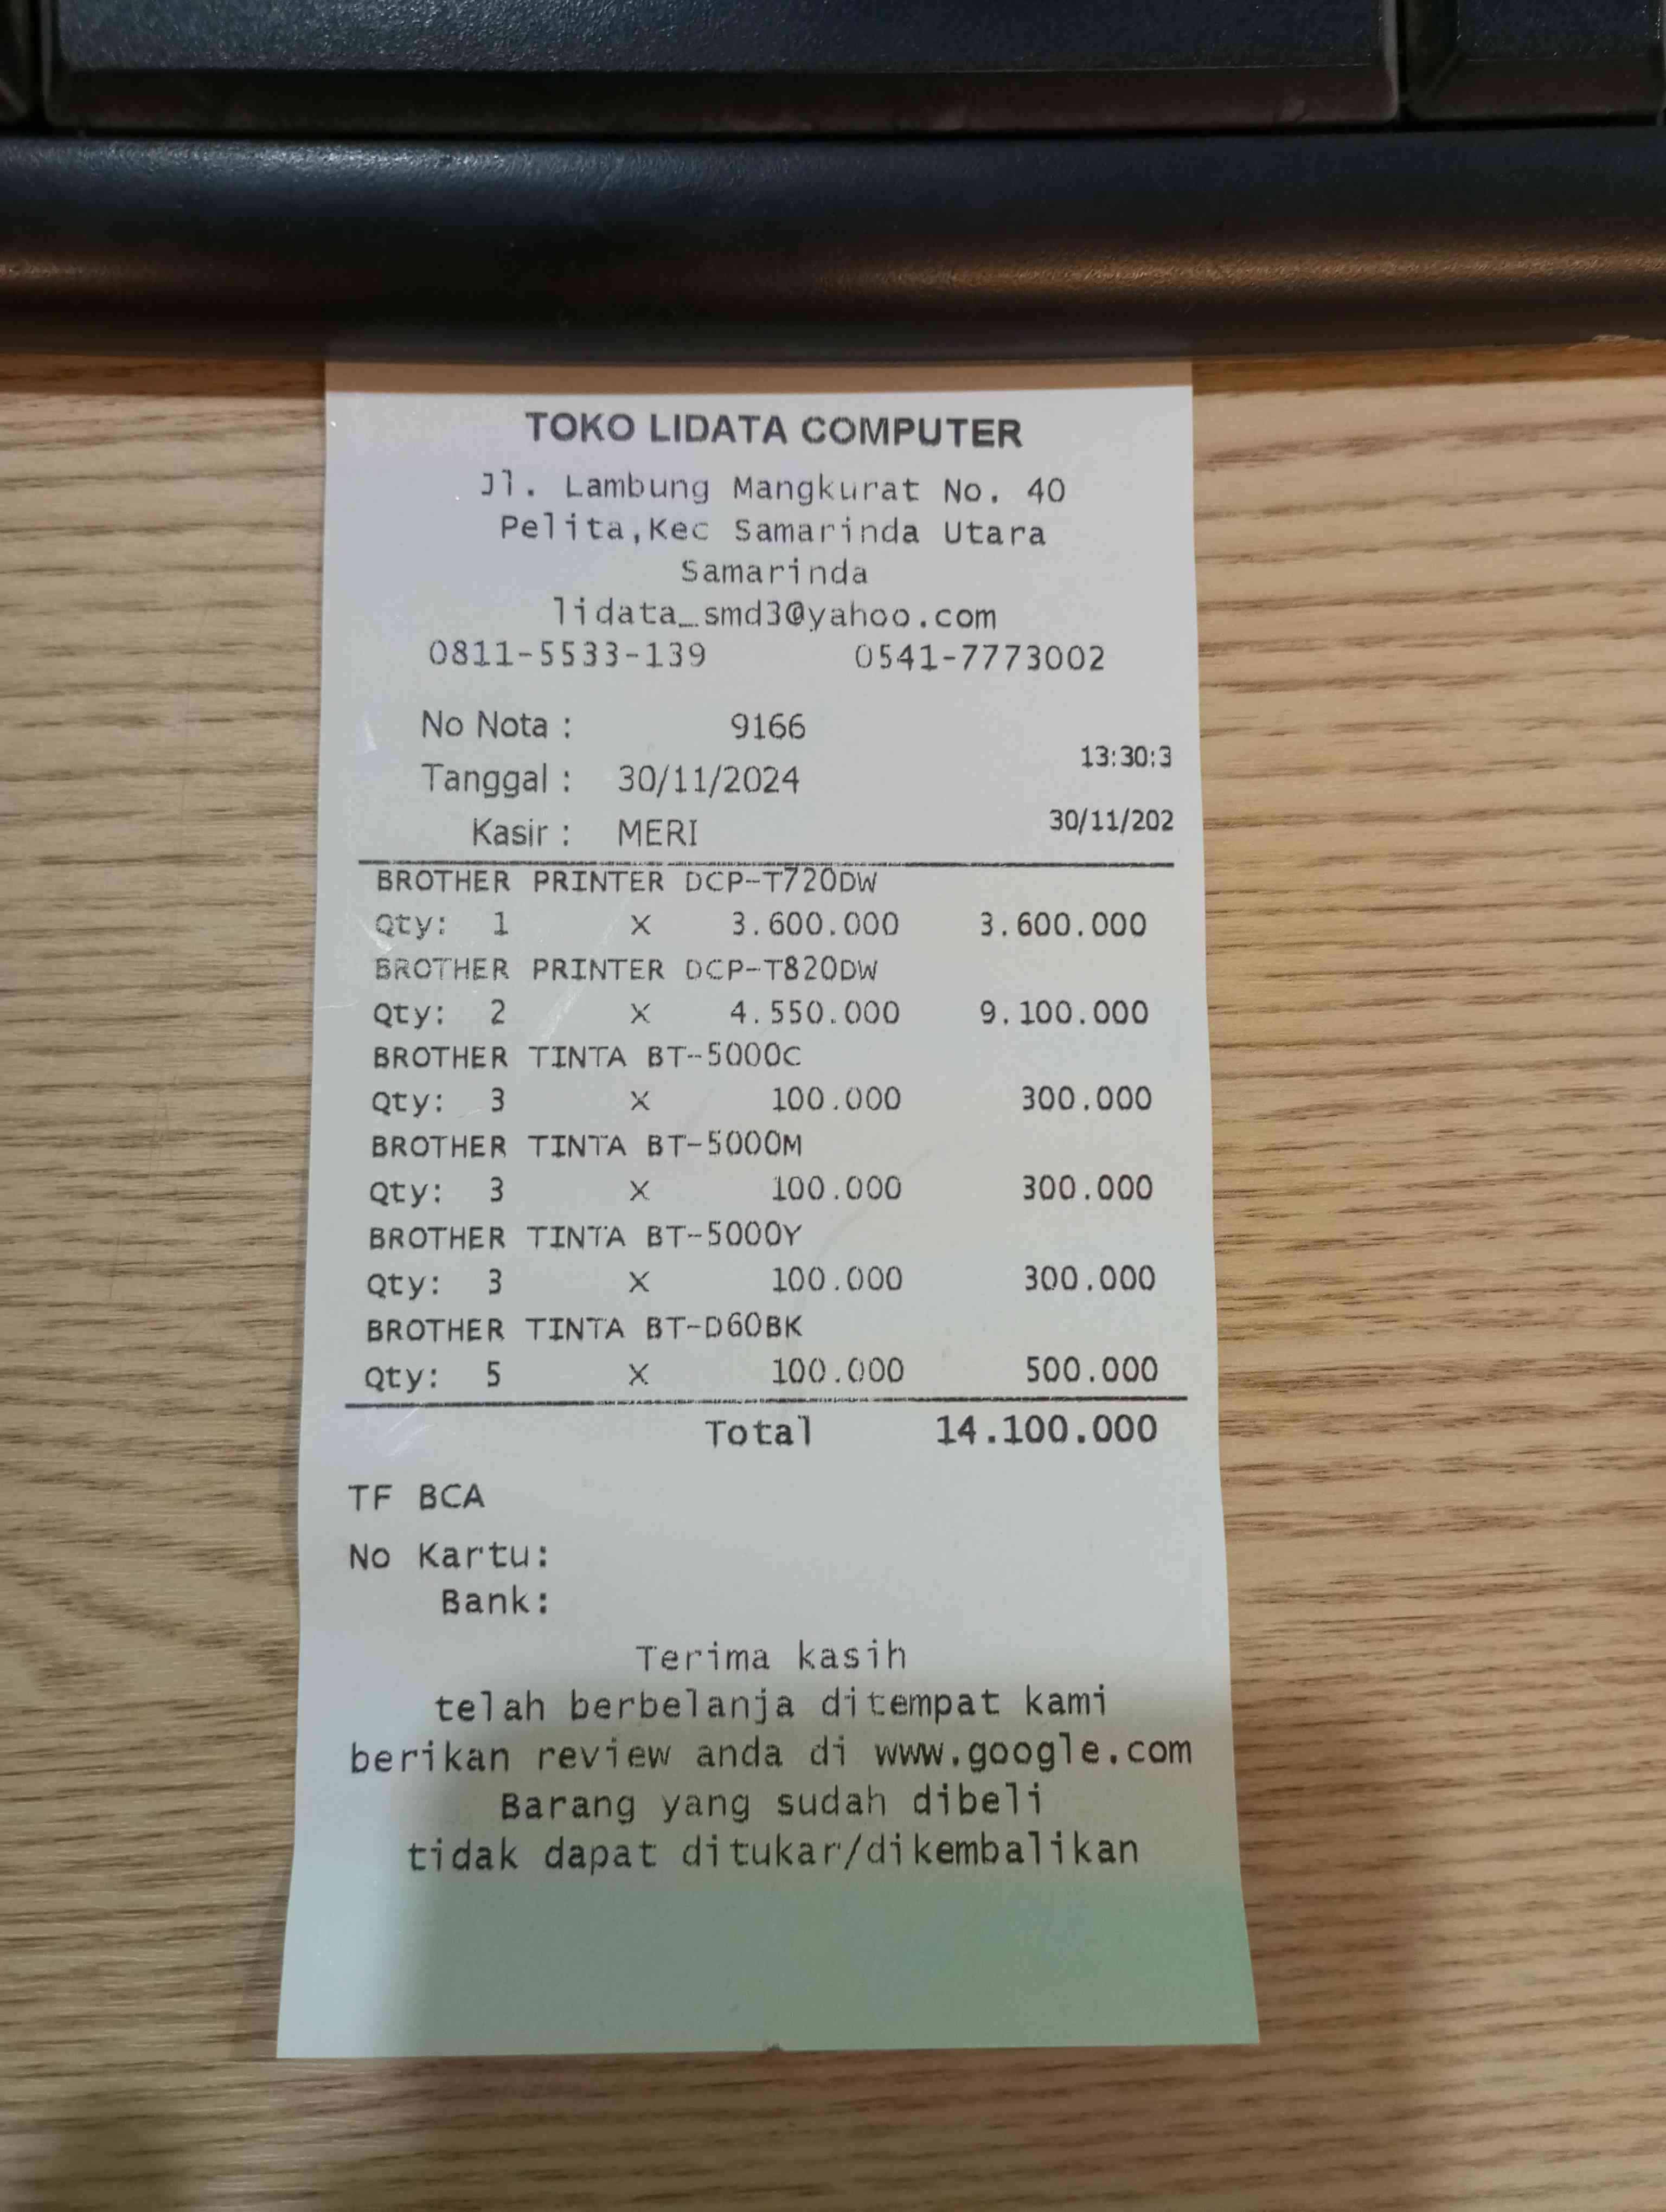 TOKO LIDATA COMPUTER
Jl. Lambung Mangkurat No. 40
Pelita,Kec Samarinda Utara
Samarinda
lidata_smd3@yahoo.com
0811-5533-139 0541-7773002
No Nota : 9166
13:30:3
Tanggal : 30/11/2024
30/11/202
Kasir : MERI
BROTHER PRINTER DCP-T720DW
Qty: 1 X 3.600.000 3.600.000
BROTHER PRINTER DCP-T820DW
Qty: 2 X 4.550.000 9.100.000
BROTHER TINTA BT-5000C
Qty: 3 X 100.000 300.000
BROTHER TINTA BT-5000M
Qty: 3 X 100.000 300.000
BROTHER TINTA BT-5000Y
Qty: 3 X 100.000 300.000
BROTHER TINTA BT-D60BK
Qty: 5 X 100.000 500.000
Total 14.100.000
TF BCA
No Kartu:
Bank:
Terima kasih
telah berbelanja ditempat kami
berikan review anda di www.google.com
Barang yang sudah dibeli
tidak dapat ditukar/dikembalikan